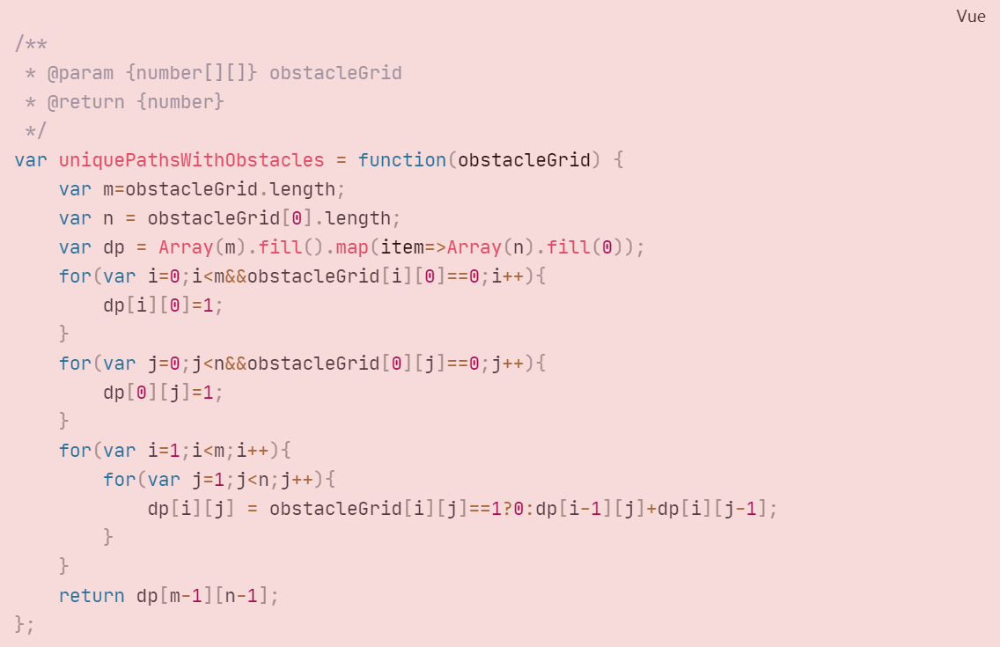 Vue
/**
 * @param {number[][]} obstacleGrid
 * @return {number}
 */
var uniquePathsWithObstacles = function(obstacleGrid) {
    var m=obstacleGrid.length;
    var n = obstacleGrid[0].length;
    var dp = Array(m).fill().map(item=>Array(n).fill(0));
    for(var i=0;i<m&&obstacleGrid[i][0]==0;i++){
        dp[i][0]=1;
    }
    for(var j=0;j<n&&obstacleGrid[0][j]==0;j++){
        dp[0][j]=1;
    }
    for(var i=1;i<m;i++){
        for(var j=1;j<n;j++){
            dp[i][j] = obstacleGrid[i][j]==1?0:dp[i-1][j]+dp[i][j-1];
        }
    }
    return dp[m-1][n-1];
};